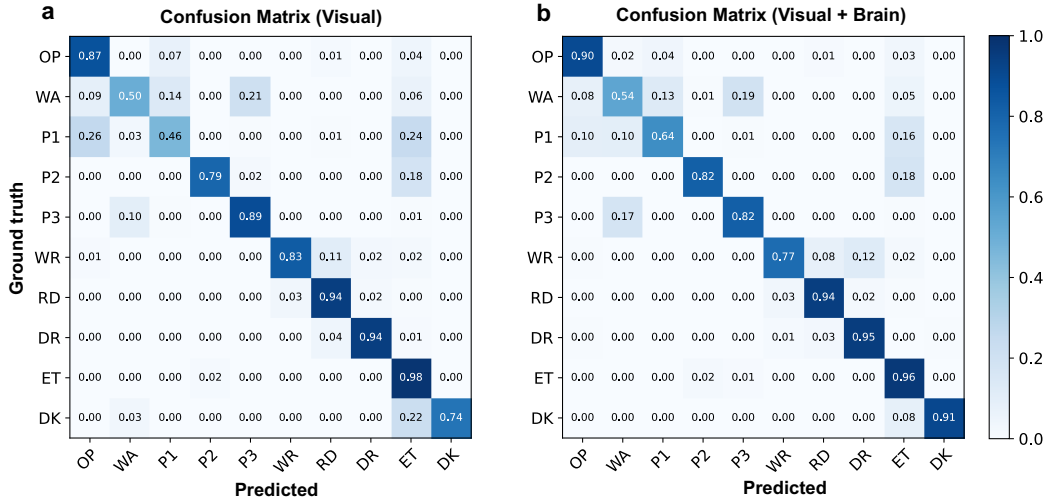 a Confusion Matrix (Visual)
Ground truth
OP 0.87 0.00 0.07 0.00 0.00 0.00 0.01 0.00 0.04 0.00
WA 0.09 0.50 0.14 0.00 0.21 0.00 0.00 0.00 0.06 0.00
P1 0.26 0.03 0.46 0.00 0.00 0.00 0.01 0.00 0.24 0.00
P2 0.00 0.00 0.00 0.79 0.02 0.00 0.00 0.00 0.18 0.00
P3 0.00 0.10 0.00 0.00 0.89 0.00 0.00 0.00 0.01 0.00
WR 0.01 0.00 0.00 0.00 0.00 0.83 0.11 0.02 0.02 0.00
RD 0.00 0.00 0.00 0.00 0.00 0.03 0.94 0.02 0.00 0.00
DR 0.00 0.00 0.00 0.00 0.00 0.00 0.04 0.94 0.01 0.00
ET 0.00 0.00 0.00 0.02 0.00 0.00 0.00 0.00 0.98 0.00
DK 0.00 0.03 0.00 0.00 0.00 0.00 0.00 0.00 0.22 0.74
OP WA P1 P2 P3 WR RD DR ET DK
Predicted
b Confusion Matrix (Visual + Brain)
OP 0.90 0.02 0.04 0.00 0.00 0.00 0.01 0.00 0.03 0.00
WA 0.08 0.54 0.13 0.01 0.19 0.00 0.00 0.00 0.05 0.00
P1 0.10 0.10 0.64 0.00 0.01 0.00 0.00 0.00 0.16 0.00
P2 0.00 0.00 0.00 0.82 0.00 0.00 0.00 0.00 0.18 0.00
P3 0.00 0.17 0.00 0.00 0.82 0.00 0.00 0.00 0.00 0.00
WR 0.00 0.00 0.00 0.00 0.00 0.77 0.08 0.12 0.02 0.00
RD 0.00 0.00 0.00 0.00 0.00 0.03 0.94 0.02 0.00 0.00
DR 0.00 0.00 0.00 0.00 0.00 0.01 0.03 0.95 0.00 0.00
ET 0.00 0.00 0.00 0.02 0.01 0.00 0.00 0.00 0.96 0.00
DK 0.00 0.00 0.00 0.00 0.00 0.00 0.00 0.00 0.08 0.91
OP WA P1 P2 P3 WR RD DR ET DK
Predicted
1.0
0.8
0.6
0.4
0.2
0.0